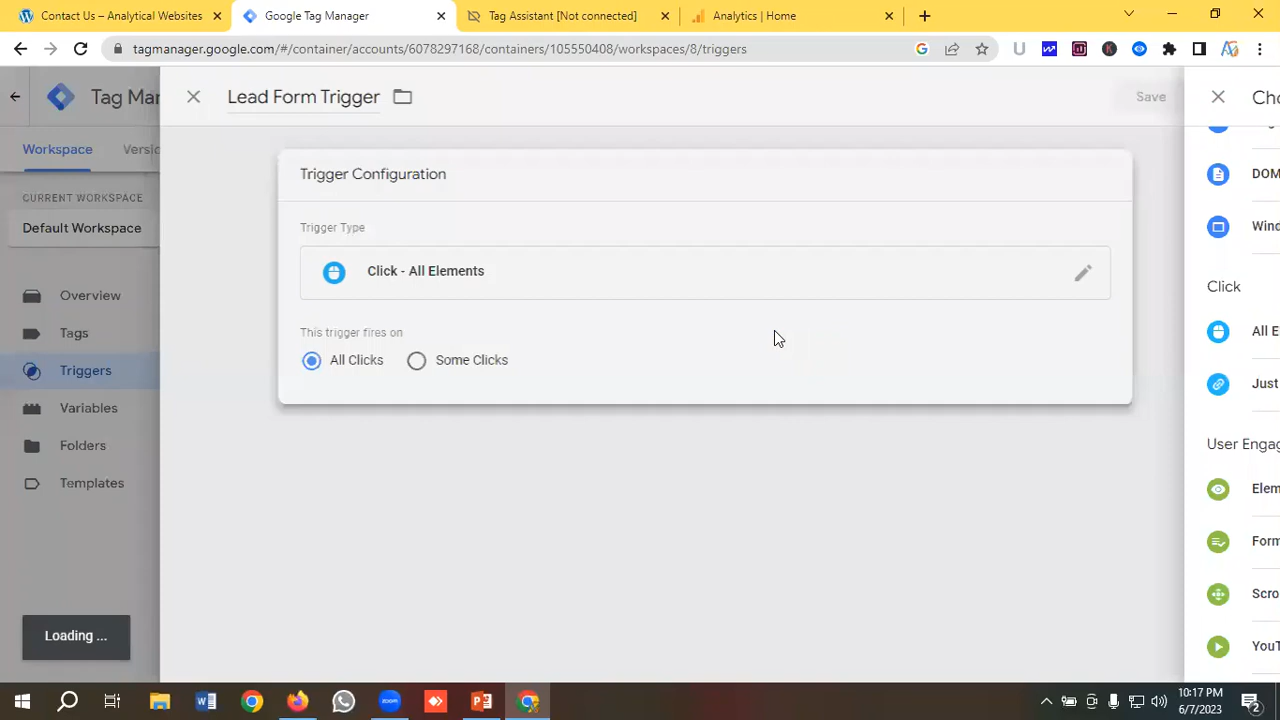 Contact Us – Analytical Websites
Google Tag Manager
Tag Assistant [Not connected]
Analytics | Home
tagmanager.google.com/#/container/accounts/6078297168/containers/105550408/workspaces/8/triggers
Tag Mar
Lead Form Trigger
Save
Cho
Workspace
Versio
CURRENT WORKSPACE
Default Workspace
Overview
Tags
Triggers
Variables
Folders
Templates
Loading ...
Trigger Configuration
Trigger Type
Click - All Elements
This trigger fires on
All Clicks
Some Clicks
DOM
Wind
Click
All E
Just
User Engag
Elem
Form
Scro
YouT
zoom
10:17 PM
6/7/2023
2